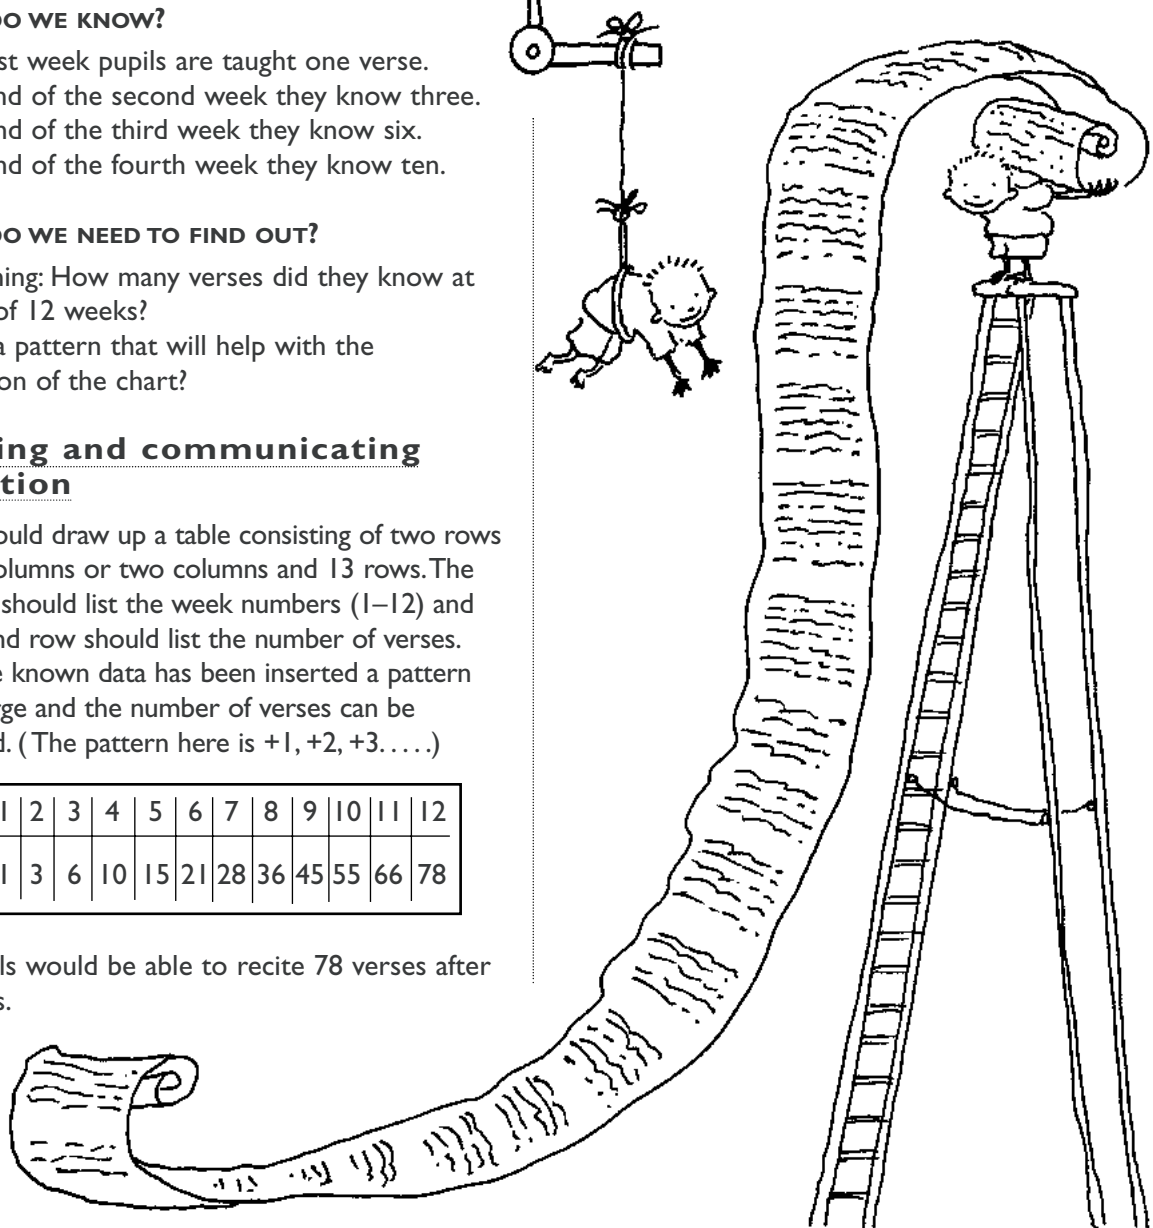 DO WE KNOW?
st week pupils are taught one verse.
nd of the second week they know three.
nd of the third week they know six.
nd of the fourth week they know ten.
DO WE NEED TO FIND OUT?
ning: How many verses did they know at
of 12 weeks?
a pattern that will help with the
on of the chart?
ing and communicating
tion
ould draw up a table consisting of two rows
olumns or two columns and 13 rows. The
should list the week numbers (1–12) and
nd row should list the number of verses.
e known data has been inserted a pattern
rge and the number of verses can be
d. (The pattern here is +1, +2, +3.....)
1 2 3 4 5 6 7 8 9 10 11 12
1 3 6 10 15 21 28 36 45 55 66 78
ls would be able to recite 78 verses after
s.